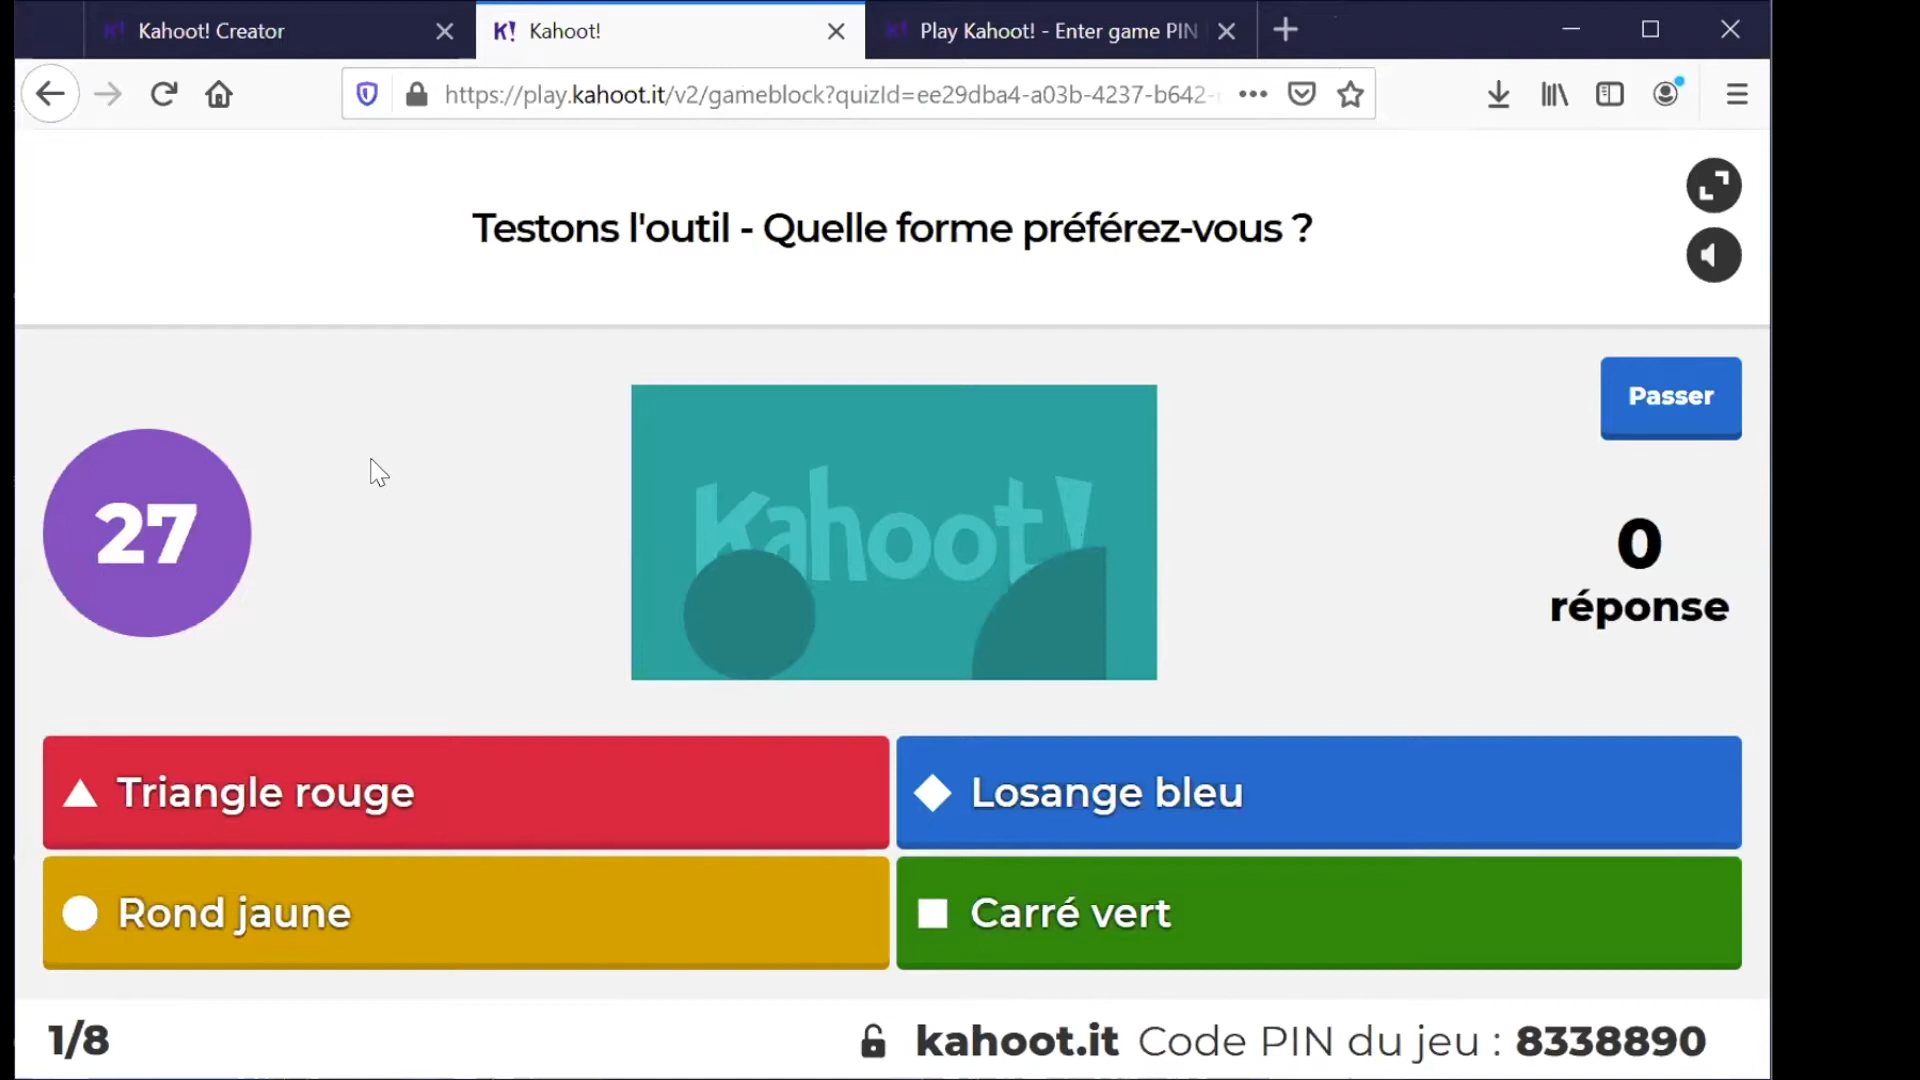 Kahoot! Creator
K! Kahoot!
Play Kahoot! - Enter game PIN
https://play.kahoot.it/v2/gameblock?quizId=ee29dba4-a03b-4237-b642-
Testons l'outil - Quelle forme préférez-vous ?
Passer
27
Kahoot!
0
réponse
Triangle rouge
Losange bleu
Rond jaune
Carré vert
1/8
kahoot.it Code PIN du jeu : 8338890